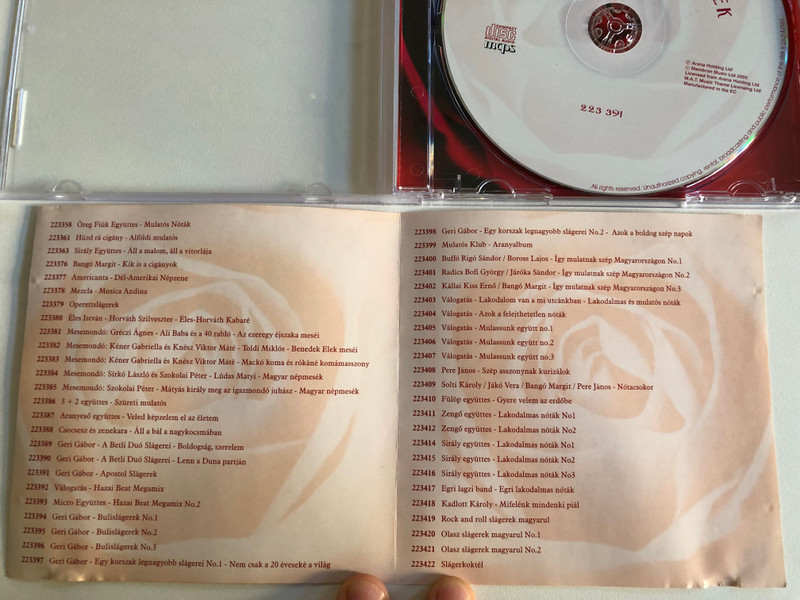 EK
COMPACT
disc
DIGITAL AUDIO
mcps
℗ Arena Holding Ltd
© Membran Music Ltd 2005
Licensed from Arena Holding Ltd
M.A.T. Music Theme Licensing Ltd
Manufactured in the EC
223 391
All rights reserved. Unauthorized copying, rental, broadcasting and public performance of this disc prohibited
223358 Öreg Fiúk Együttes - Mulatós Nóták
223361 Húzd rá cigány - Alföldi mulatós
223363 Sirály Együttes - Áll a malom, áll a vitorlája
223376 Bangó Margit - Kik is a cigányok
223377 Americanta - Dél-Amerikai Népzene
223378 Mezcla - Musica Andina
223379 Operettslágerek
223380 Éles István - Horváth Szilveszter - Éles-Horváth Kabaré
223381 Mesemondó: Gréczi Ágnes - Ali Baba és a 40 rabló - Az ezeregy éjszaka meséi
223382 Mesemondó: Kéner Gabriella és Knész Viktor Máté - Toldi Miklós - Benedek Elek meséi
223383 Mesemondó: Kéner Gabriella és Knész Viktor Máté - Mackó koma és rókáné komámasszony
223384 Mesemondó: Sirkó László és Szokolai Péter - Lúdas Matyi - Magyar népmesék
223385 Mesemondó: Szokolai Péter - Mátyás király meg az igazmondó juhász - Magyar népmesék
223386 3 + 2 együttes - Szüreti mulatós
223387 Aranyeső együttes - Veled képzelem el az életem
223388 Csocsesz és zenekara - Áll a bál a nagykocsmában
223389 Geri Gábor - A Betli Duó Slágerei - Boldogság, szerelem
223390 Geri Gábor - A Betli Duó Slágerei - Lenn a Duna partján
223391 Geri Gábor - Apostol Slágerek
223392 Válogatás - Hazai Beat Megamix
223393 Micro Együttes - Hazai Beat Megamix No.2
223394 Geri Gábor - Bulislágerek No.1
223395 Geri Gábor - Bulislágerek No.2
223396 Geri Gábor - Bulislágerek No.3
223397 Geri Gábor - Egy korszak legnagyobb slágerei No.1 - Nem csak a 20 éveseké a világ
223398 Geri Gábor - Egy korszak legnagyobb slágerei No.2 - Azok a boldog szép napok
223399 Mulatós Klub - Aranyalbum
223400 Buffó Rigó Sándor / Boross Lajos - Így mulatnak szép Magyarországon No.1
223401 Radics Bofi György / Járóka Sándor - Így mulatnak szép Magyarországon No.2
223402 Kállai Kiss Ernő / Bangó Margit - Így mulatnak szép Magyarországon No.3
223403 Válogatás - Lakodalom van a mi utcánkban - Lakodalmas és mulatós nóták
223404 Válogatás - Azok a felejthetetlen nóták
223405 Válogatás - Mulassunk együtt no.1
223406 Válogatás - Mulassunk együtt no.2
223407 Válogatás - Mulassunk együtt no.3
223408 Pere János - Szép asszonynak kurizálok
223409 Solti Károly / Jákó Vera / Bangó Margit / Pere János - Nótacsokor
223410 Fülöp együttes - Gyere velem az erdőbe
223411 Zengő együttes - Lakodalmas nóták No1
223412 Zengő együttes - Lakodalmas nóták No2
223414 Sirály együttes - Lakodalmas nóták No1
223415 Sirály együttes - Lakodalmas nóták No2
223416 Sirály együttes - Lakodalmas nóták No3
223417 Egri lagzi band - Egri lakodalmas nóták
223418 Kadlott Károly - Mifelénk mindenki piál
223419 Rock and roll slágerek magyarul
223420 Olasz slágerek magyarul No.1
223421 Olasz slágerek magyarul No.2
223422 Slágerkoktél